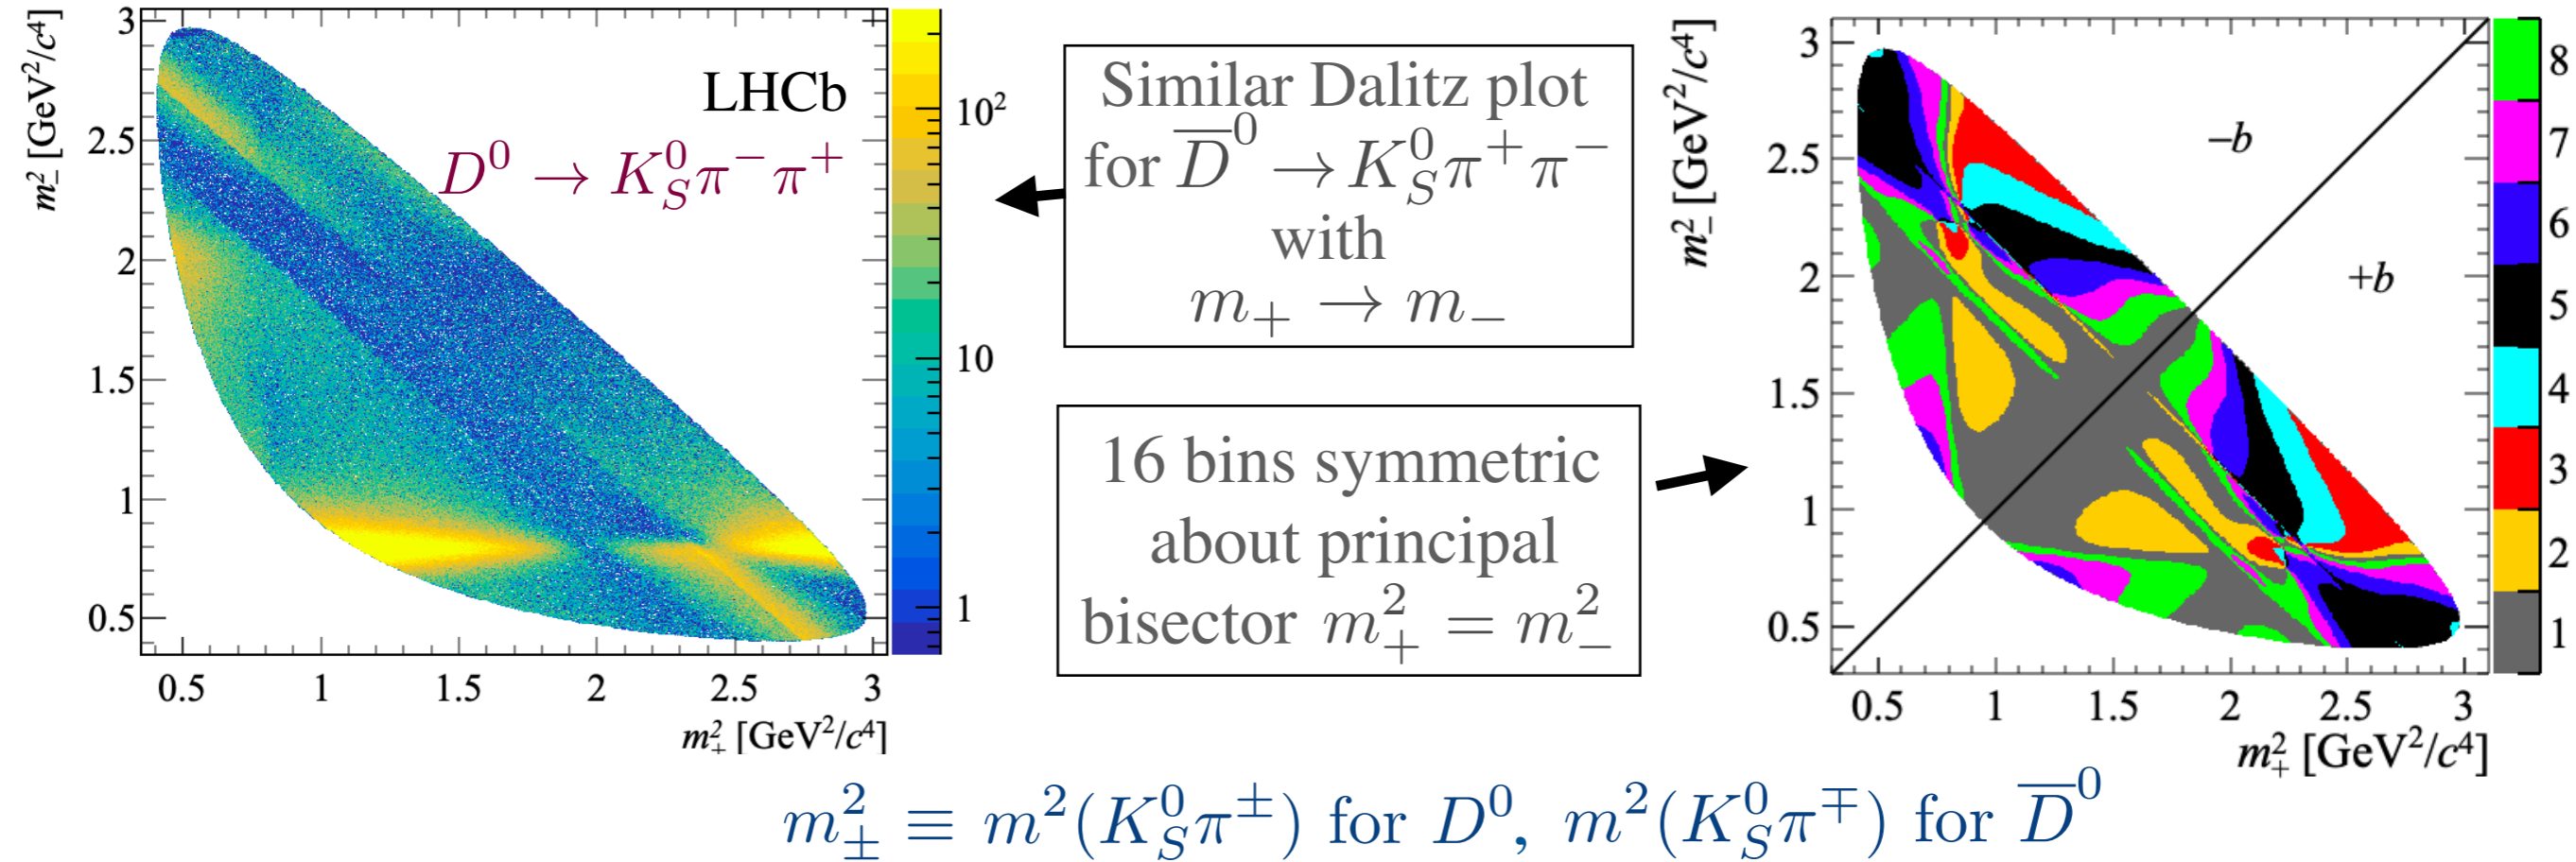 m²₋ [GeV²/c⁴]
3
2.5
2
1.5
1
0.5
0.5 1 1.5 2 2.5 3
m²₊ [GeV²/c⁴]
LHCb
D⁰ → K⁰_S π⁻ π⁺
10²
10
1
Similar Dalitz plot
for D̅⁰ → K⁰_S π⁺ π⁻
with
m₊ → m₋
16 bins symmetric
about principal
bisector m²₊ = m²₋
m²₋ [GeV²/c⁴]
3
2.5
2
1.5
1
0.5
0.5 1 1.5 2 2.5 3
m²₊ [GeV²/c⁴]
−b
+b
8
7
6
5
4
3
2
1
m²_± ≡ m²(K⁰_S π^±) for D⁰, m²(K⁰_S π^∓) for D̅⁰